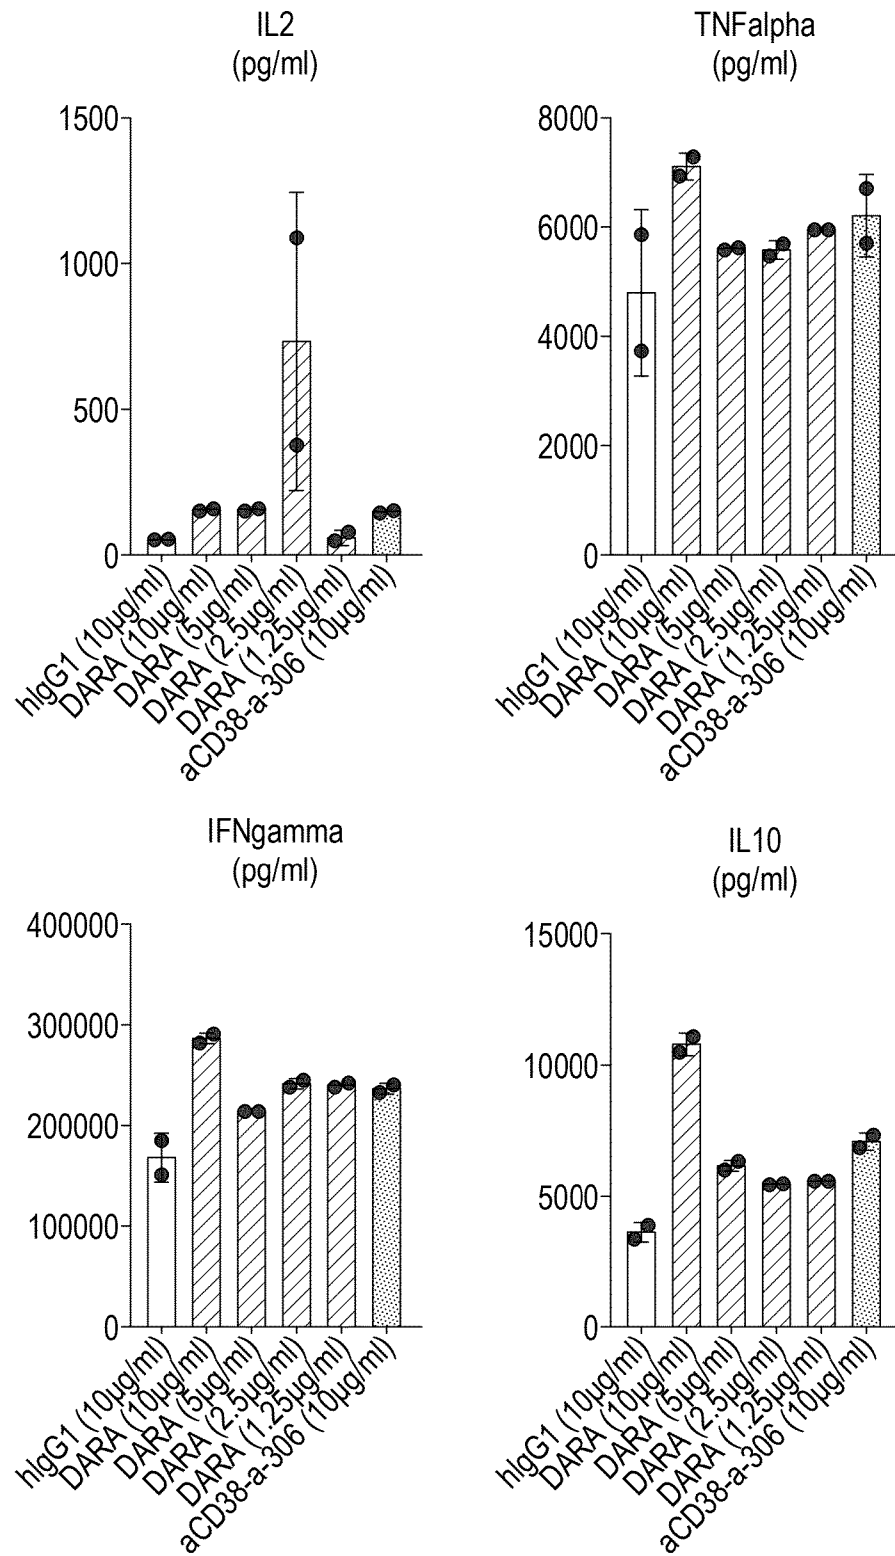 IL2
(pg/ml)
1500
1000
500
0
hIgG1 (10µg/ml)
DARA (10µg/ml)
DARA (5µg/ml)
DARA (2.5µg/ml)
DARA (1.25µg/ml)
aCD38-a-306 (10µg/ml)
TNFalpha
(pg/ml)
8000
6000
4000
2000
0
hIgG1 (10µg/ml)
DARA (10µg/ml)
DARA (5µg/ml)
DARA (2.5µg/ml)
DARA (1.25µg/ml)
aCD38-a-306 (10µg/ml)
IFNgamma
(pg/ml)
400000
300000
200000
100000
0
hIgG1 (10µg/ml)
DARA (10µg/ml)
DARA (5µg/ml)
DARA (2.5µg/ml)
DARA (1.25µg/ml)
aCD38-a-306 (10µg/ml)
IL10
(pg/ml)
15000
10000
5000
0
hIgG1 (10µg/ml)
DARA (10µg/ml)
DARA (5µg/ml)
DARA (2.5µg/ml)
DARA (1.25µg/ml)
aCD38-a-306 (10µg/ml)